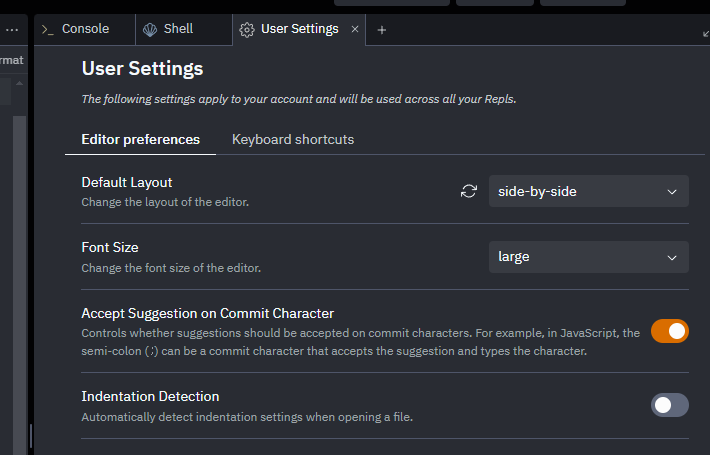 Console
Shell
User Settings
rmat
User Settings
The following settings apply to your account and will be used across all your Repls.
Editor preferences
Keyboard shortcuts
Default Layout
Change the layout of the editor.
side-by-side
Font Size
Change the font size of the editor.
large
Accept Suggestion on Commit Character
Controls whether suggestions should be accepted on commit characters. For example, in JavaScript, the
semi-colon (;) can be a commit character that accepts the suggestion and types the character.
Indentation Detection
Automatically detect indentation settings when opening a file.